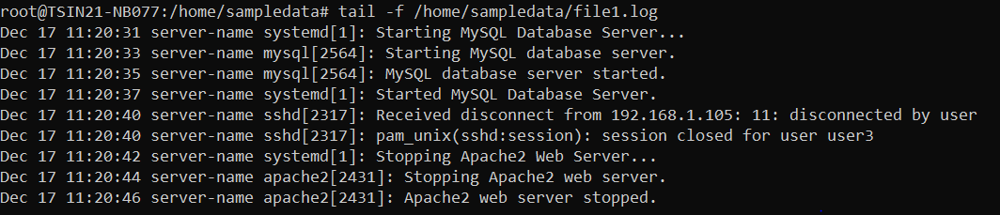 root@TSIN21-NB077:/home/sampledata# tail -f /home/sampledata/file1.log
Dec 17 11:20:31 server-name systemd[1]: Starting MySQL Database Server...
Dec 17 11:20:33 server-name mysql[2564]: Starting MySQL database server.
Dec 17 11:20:35 server-name mysql[2564]: MySQL database server started.
Dec 17 11:20:37 server-name systemd[1]: Started MySQL Database Server.
Dec 17 11:20:40 server-name sshd[2317]: Received disconnect from 192.168.1.105: 11: disconnected by user
Dec 17 11:20:40 server-name sshd[2317]: pam_unix(sshd:session): session closed for user user3
Dec 17 11:20:42 server-name systemd[1]: Stopping Apache2 Web Server...
Dec 17 11:20:44 server-name apache2[2431]: Stopping Apache2 web server.
Dec 17 11:20:46 server-name apache2[2431]: Apache2 web server stopped.